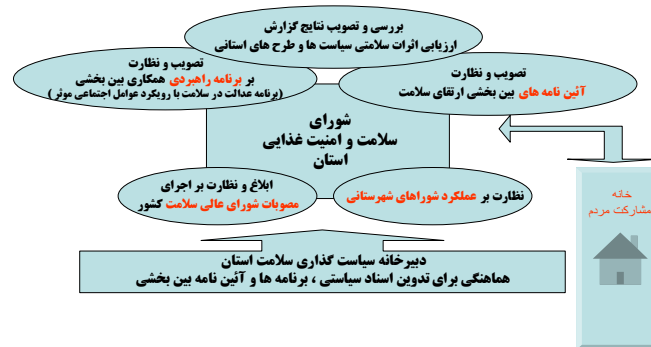 بررسی و تصویب نتایج گزارش
ارزیابی اثرات سلامتی سیاست ها و طرح های استانی
تصویب و نظارت
آئین نامه های بین بخشی ارتقای سلامت
تصویب و نظارت
بر برنامه راهبردی همکاری بین بخشی
(برنامه عدالت در سلامت با رویکرد عوامل اجتماعی موثر)
شورای
سلامت و امنیت غذایی
استان
نظارت بر عملکرد شوراهای شهرستانی
ابلاغ و نظارت بر اجرای
مصوبات شورای عالی سلامت کشور
خانه
مشارکت مردم
دبیرخانه سیاست گذاری سلامت استان
هماهنگی برای تدوین اسناد سیاستی ، برنامه ها و آئین نامه بین بخشی